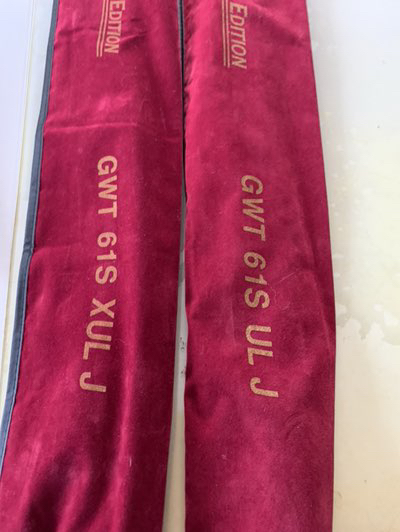 EDITION
GWT 61S XUL J
EDITION
GWT 61S UL J